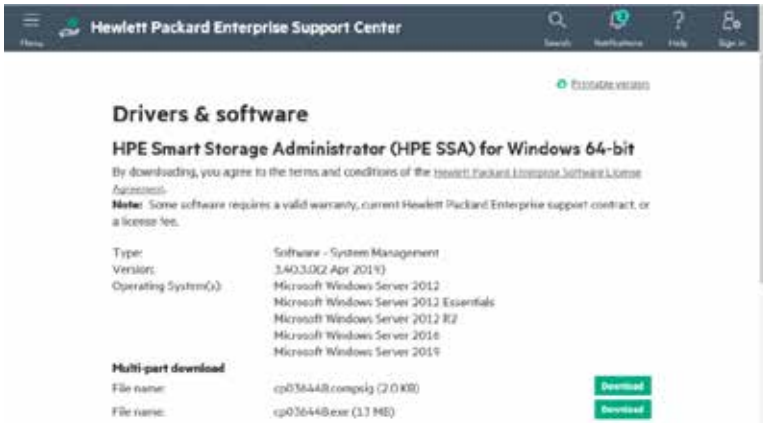 Hewlett Packard Enterprise Support Center
Menu
Search
Notifications
Help
Sign in
Printable version
Drivers & software
HPE Smart Storage Administrator (HPE SSA) for Windows 64-bit
By downloading, you agree to the terms and conditions of the Hewlett Packard Enterprise Software License
Agreement.
Note: Some software requires a valid warranty, current Hewlett Packard Enterprise support contract, or
a license fee.
Type: Software - System Management
Version: 3.40.3.0(2 Apr 2019)
Operating System(s): Microsoft Windows Server 2012
Microsoft Windows Server 2012 Essentials
Microsoft Windows Server 2012 R2
Microsoft Windows Server 2016
Microsoft Windows Server 2019
Multi-part download
File name: cp036448.compsig (2.0 KB) Download
File name: cp036448.exe (13 MB) Download